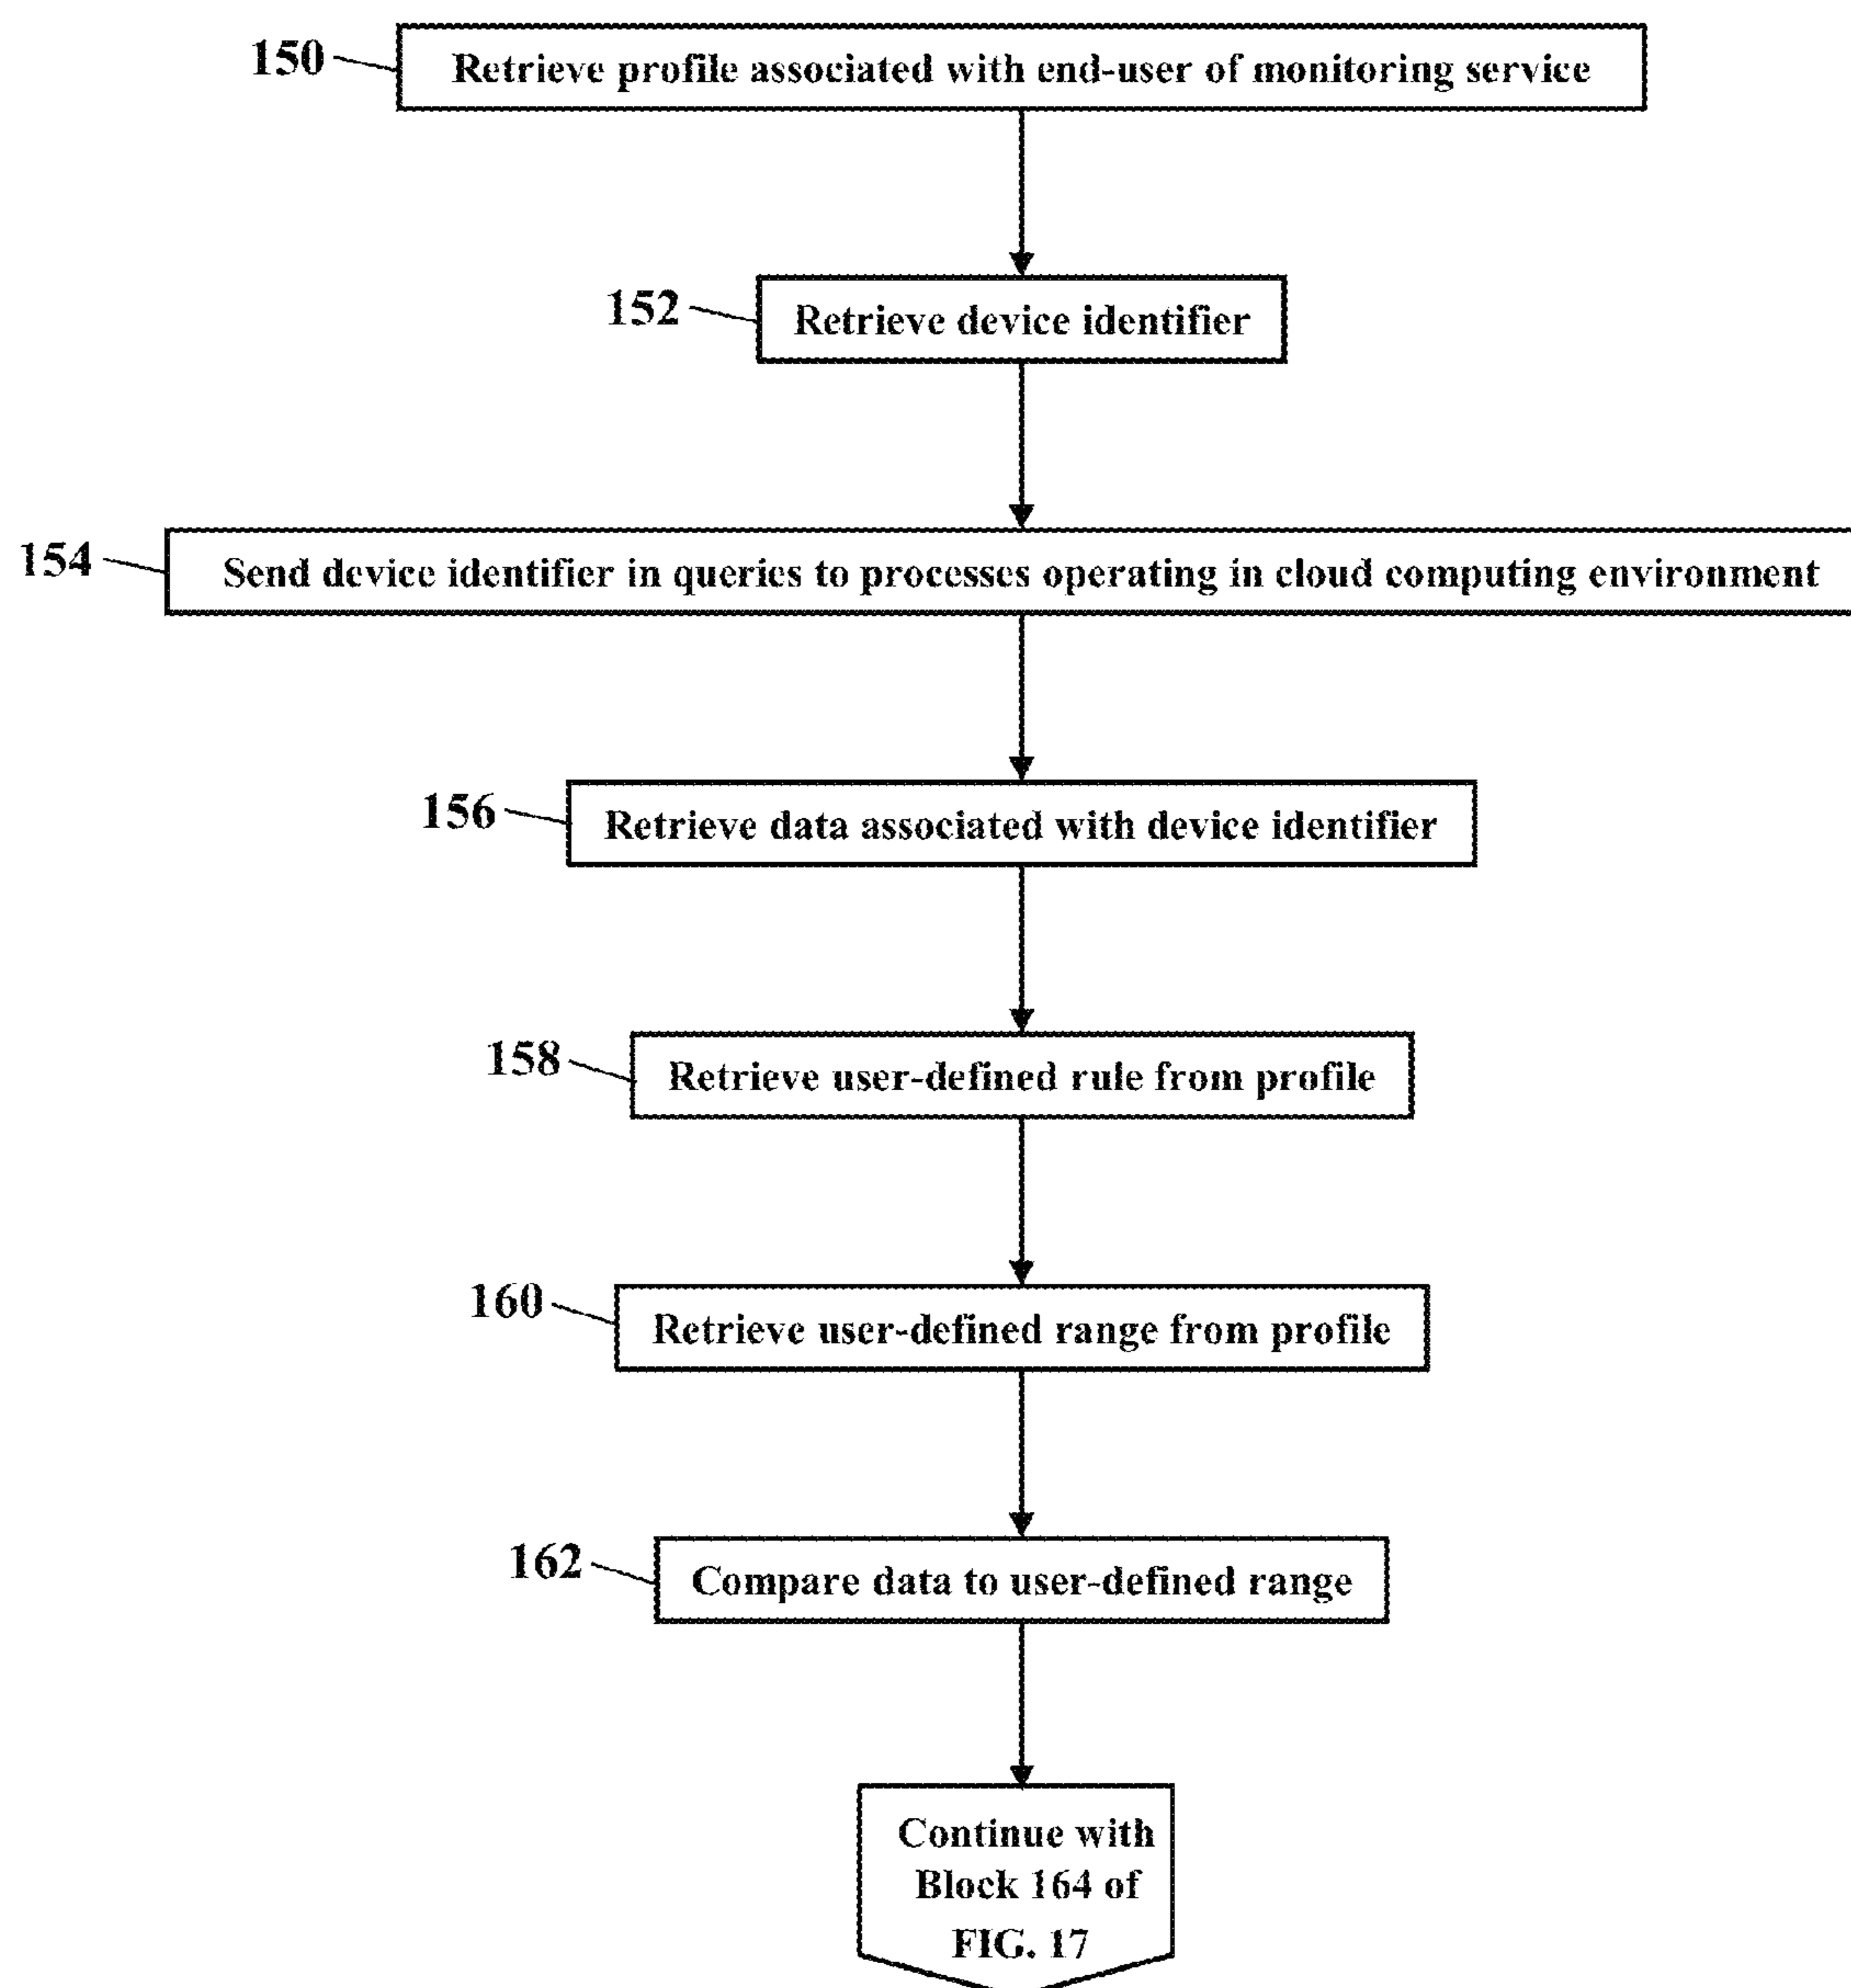 150 Retrieve profile associated with end-user of monitoring service
152 Retrieve device identifier
154 Send device identifier in queries to processes operating in cloud computing environment
156 Retrieve data associated with device identifier
158 Retrieve user-defined rule from profile
160 Retrieve user-defined range from profile
162 Compare data to user-defined range
Continue with
Block 164 of
FIG. 17